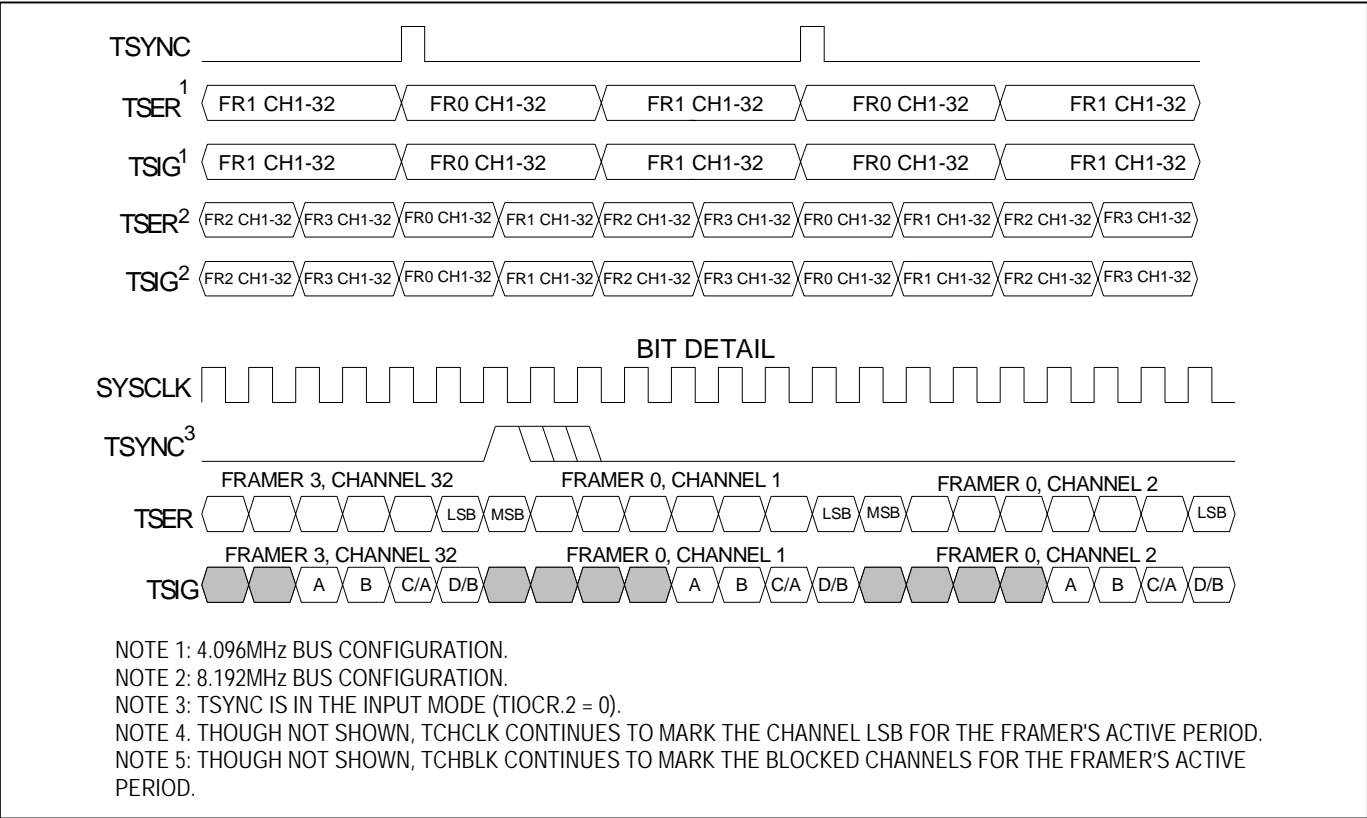 TSYNC
TSER1 FR1 CH1-32 FR0 CH1-32 FR1 CH1-32 FR0 CH1-32 FR1 CH1-32
TSIG1 FR1 CH1-32 FR0 CH1-32 FR1 CH1-32 FR0 CH1-32 FR1 CH1-32
TSER2 FR2 CH1-32 FR3 CH1-32 FR0 CH1-32 FR1 CH1-32 FR2 CH1-32 FR3 CH1-32 FR0 CH1-32 FR1 CH1-32 FR2 CH1-32 FR3 CH1-32
TSIG2 FR2 CH1-32 FR3 CH1-32 FR0 CH1-32 FR1 CH1-32 FR2 CH1-32 FR3 CH1-32 FR0 CH1-32 FR1 CH1-32 FR2 CH1-32 FR3 CH1-32
BIT DETAIL
SYSCLK
TSYNC3
FRAMER 3, CHANNEL 32 FRAMER 0, CHANNEL 1 FRAMER 0, CHANNEL 2
TSER LSB MSB LSB MSB LSB
FRAMER 3, CHANNEL 32 FRAMER 0, CHANNEL 1 FRAMER 0, CHANNEL 2
TSIG A B C/A D/B A B C/A D/B A B C/A D/B
NOTE 1: 4.096MHz BUS CONFIGURATION.
NOTE 2: 8.192MHz BUS CONFIGURATION.
NOTE 3: TSYNC IS IN THE INPUT MODE (TIOCR.2 = 0).
NOTE 4. THOUGH NOT SHOWN, TCHCLK CONTINUES TO MARK THE CHANNEL LSB FOR THE FRAMER'S ACTIVE PERIOD.
NOTE 5: THOUGH NOT SHOWN, TCHBLK CONTINUES TO MARK THE BLOCKED CHANNELS FOR THE FRAMER’S ACTIVE
PERIOD.